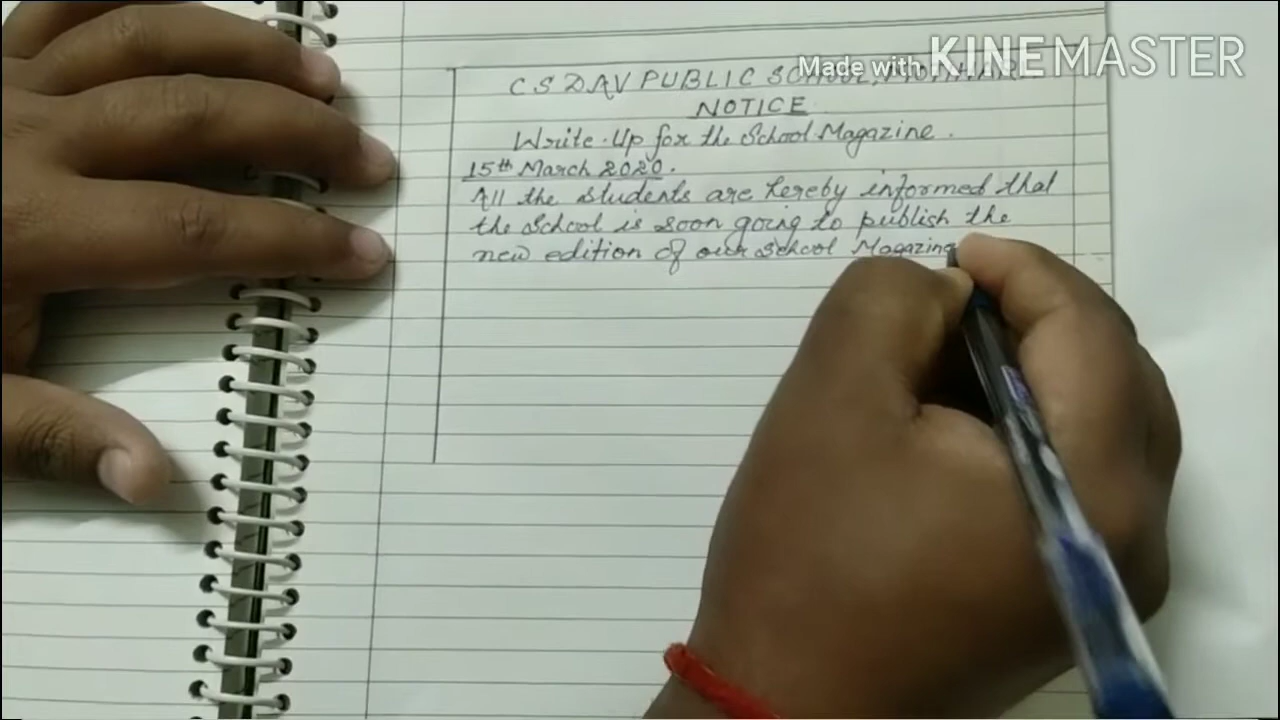 Made with KINEMASTER
C S DAV PUBLIC SCHOOL,
NOTICE
Write-Up for the School Magazine.
15th March 2020.
All the students are hereby informed that
the School is soon going to publish the
new edition of our School Magazine